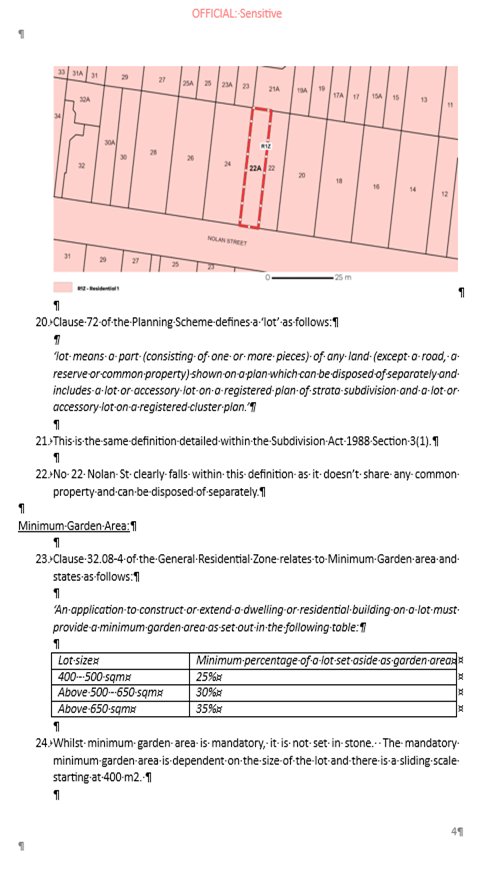 OFFICIAL: Sensitive
¶
33 31A 31 29 27 25A 25 23A 23 21A 19A 19 17A 17 15A 15 13 11
32A
34
30A
R1Z
32 30 28 26 24 22A 22 20 18 16 14 12
NOLAN STREET
31 29 27 25 23
0 25 m
R1Z - Residential 1
¶
¶
20. Clause 72 of the Planning Scheme defines a 'lot' as follows:¶
¶
'lot means a part (consisting of one or more pieces) of any land (except a road, a
reserve or common property) shown on a plan which can be disposed of separately and
includes a lot or accessory lot on a registered plan of strata subdivision and a lot or
accessory lot on a registered cluster plan.'¶
¶
21. This is the same definition detailed within the Subdivision Act 1988 Section 3(1).¶
¶
22. No 22 Nolan St clearly falls within this definition as it doesn't share any common
property and can be disposed of separately.¶
¶
Minimum Garden Area:¶
¶
23. Clause 32.08-4 of the General Residential Zone relates to Minimum Garden area and
states as follows:¶
¶
'An application to construct or extend a dwelling or residential building on a lot must
provide a minimum garden area as set out in the following table:¶
¶
Lot size¤ Minimum percentage of a lot set aside as garden area¤ ¤
400 - 500 sqm¤ 25%¤ ¤
Above 500 - 650 sqm¤ 30%¤ ¤
Above 650 sqm¤ 35%¤ ¤
¶
24. Whilst minimum garden area is mandatory, it is not set in stone. The mandatory
minimum garden area is dependent on the size of the lot and there is a sliding scale
starting at 400 m2. ¶
¶
4¶
¶